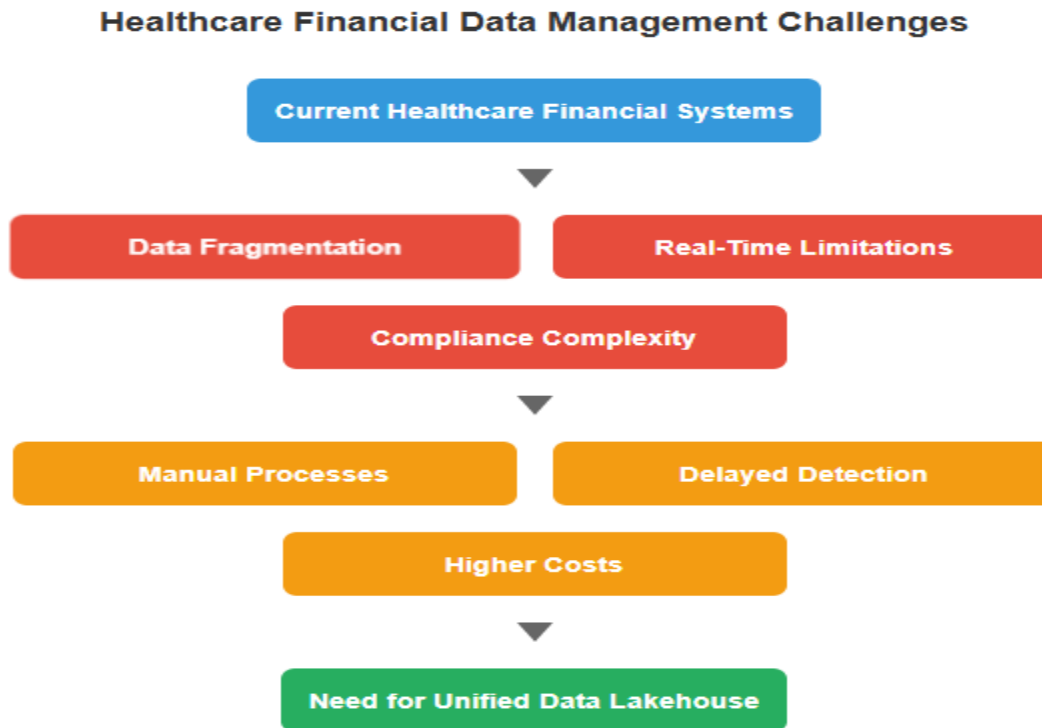 Healthcare Financial Data Management Challenges
Current Healthcare Financial Systems
Data Fragmentation
Real-Time Limitations
Compliance Complexity
Manual Processes
Delayed Detection
Higher Costs
Need for Unified Data Lakehouse